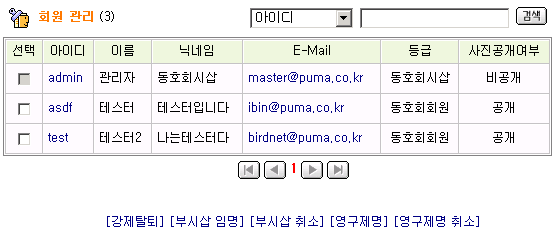 회원 관리 (3) 아이디 검색
선택 아이디 이름 닉네임 E-Mail 등급 사진공개여부
admin 관리자 동호회시삽 master@puma.co.kr 동호회시삽 비공개
asdf 테스터 테스터입니다 ibin@puma.co.kr 동호회회원 공개
test 테스터2 나는테스터다 birdnet@puma.co.kr 동호회회원 공개
1
[강제탈퇴] [부시삽 임명] [부시삽 취소] [영구제명] [영구제명 취소]